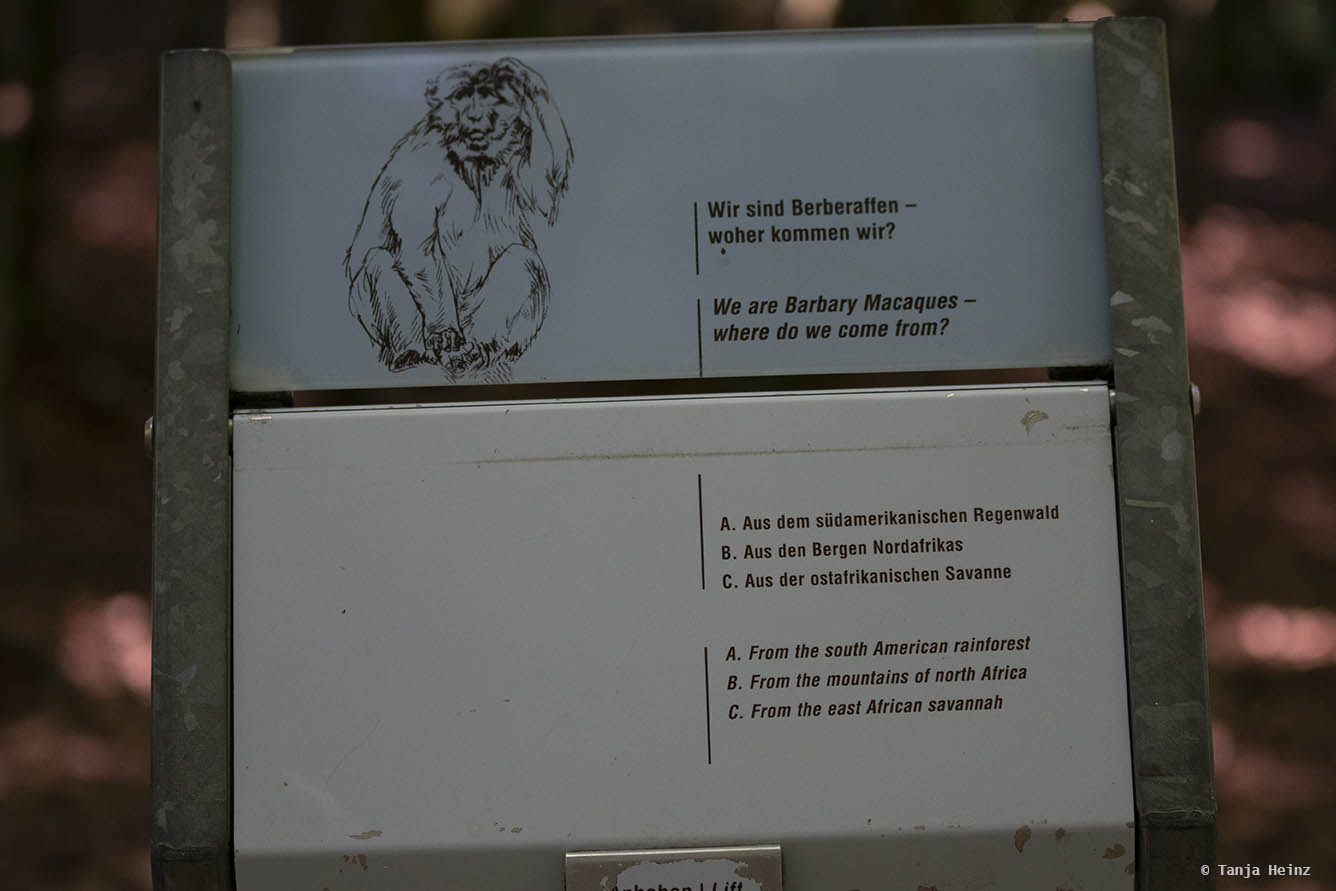 Wir sind Berberaffen –
woher kommen wir?
We are Barbary Macaques –
where do we come from?
A. Aus dem südamerikanischen Regenwald
B. Aus den Bergen Nordafrikas
C. Aus der ostafrikanischen Savanne
A. From the south American rainforest
B. From the mountains of north Africa
C. From the east African savannah
Anheben | Lift
© Tanja Heinz